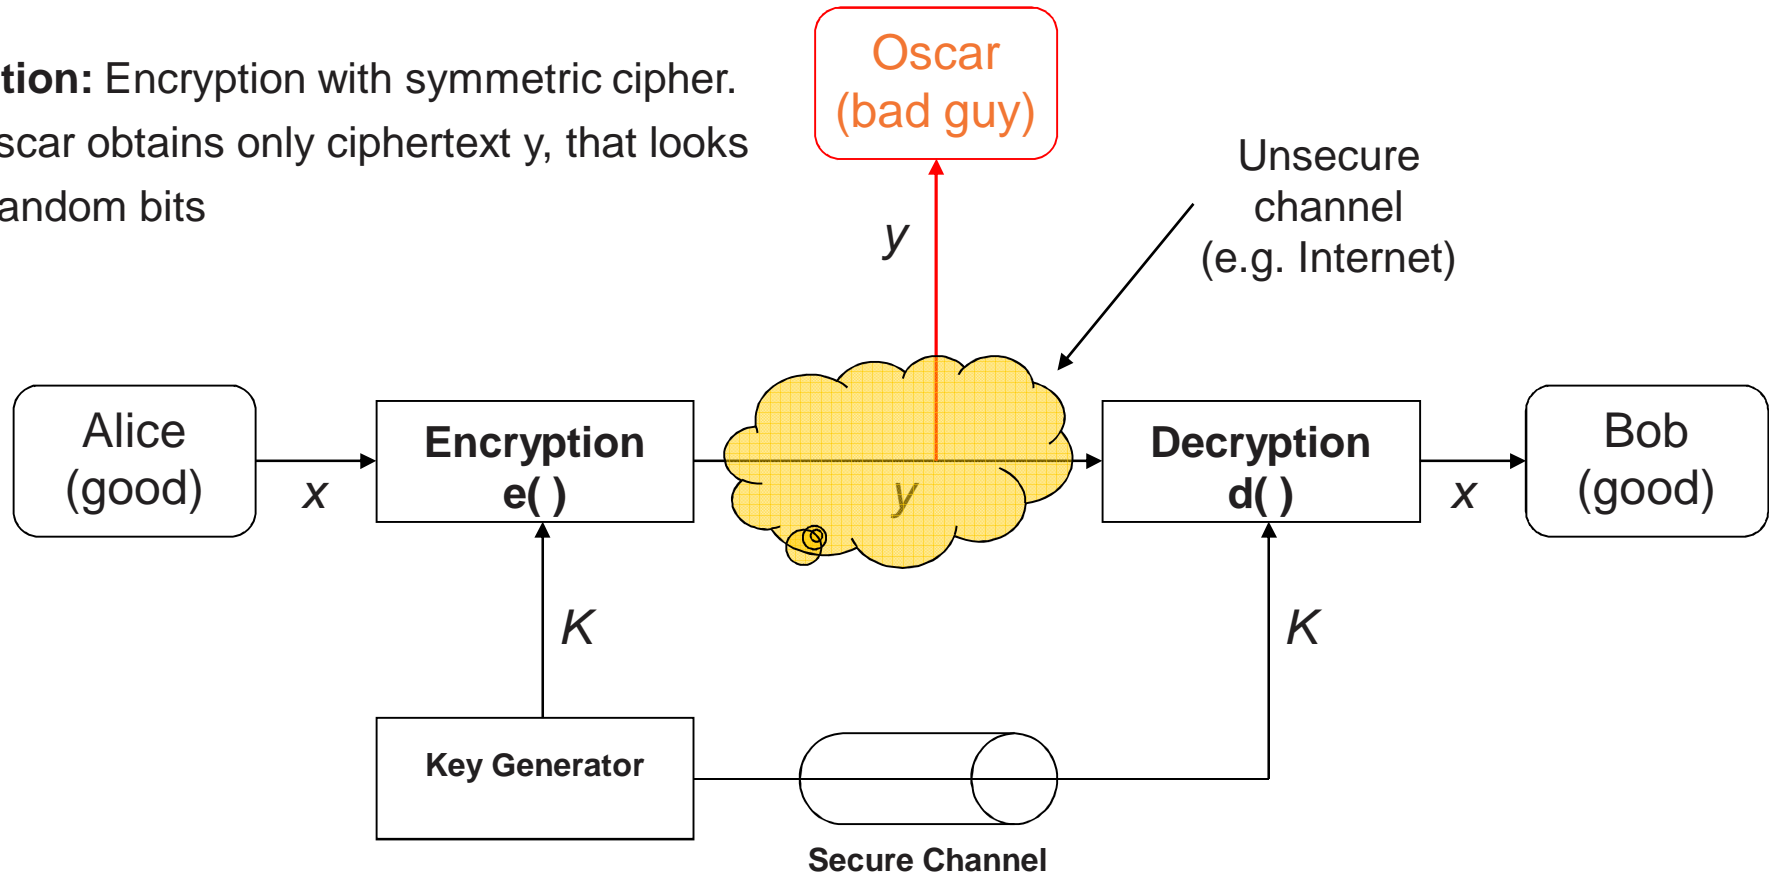 tion: Encryption with symmetric cipher.
scar obtains only ciphertext y, that looks
andom bits
Oscar
(bad guy)
Unsecure
channel
(e.g. Internet)
y
Alice
(good)
x
Encryption
e( )
y
Decryption
d( )
x
Bob
(good)
K
K
Key Generator
Secure Channel